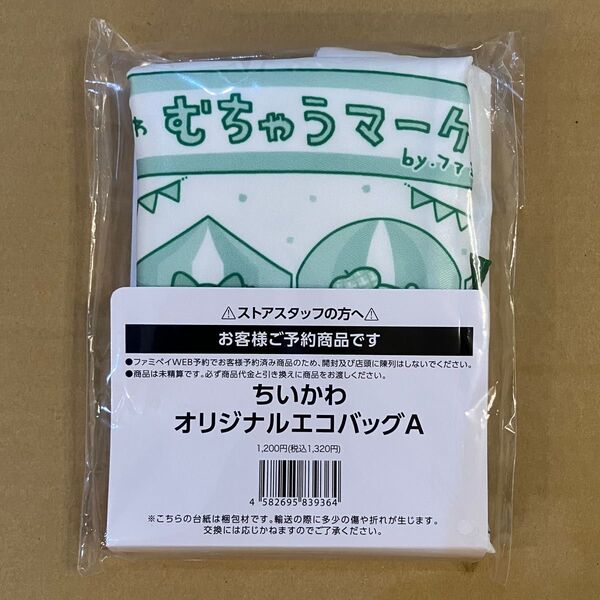 わ むちゃうマーケ
by.ファミ
⚠ストアスタッフの方へ⚠
お客様ご予約商品です
●ファミペイWEB予約でお客様予約済み商品のため、開封及び店頭に陳列はしないでください。
●商品は未精算です。必ず商品代金と引き換えに商品をお渡しください。
ちいかわ
オリジナルエコバッグA
1,200円(税込1,320円)
4 582695 839364
※こちらの台紙は梱包材です。輸送の際に多少の傷や折れが生じます。
交換には応じかねますのでご了承ください。